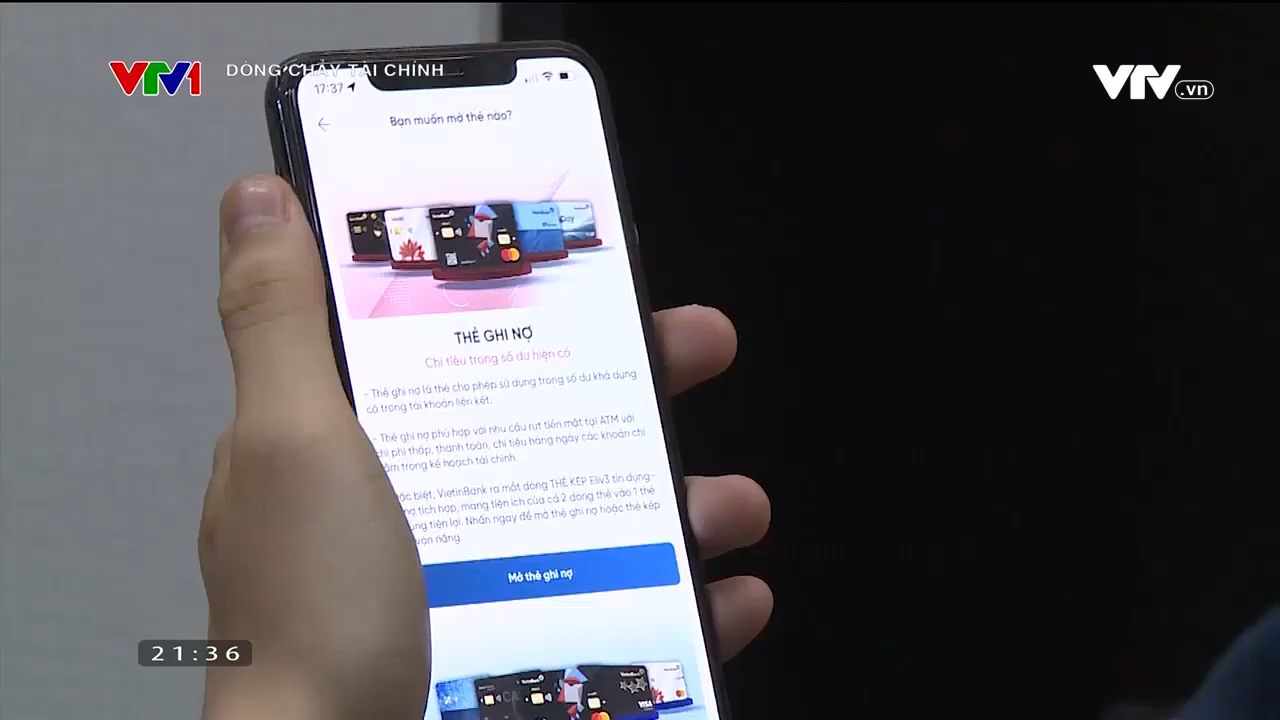 VTV1
DÒNG CHẢY TÀI CHÍNH
VTV.vn
17:37
Bạn muốn mở thẻ nào?
THẺ GHI NỢ
Chi tiêu trong số dư hiện có
- Thẻ ghi nợ là thẻ cho phép sử dụng trong số dư khả dụng
có trong tài khoản liên kết.
- Thẻ ghi nợ phù hợp với nhu cầu rút tiền mặt tại ATM với
phí thấp, thanh toán, chi tiêu hàng ngày các khoản chi
trong kế hoạch tài chính.
biệt, VietinBank ra mắt dòng THẺ KÉP Eliv3 tín dụng-
nợ tích hợp, mang tiện ích của cả 2 dòng thẻ vào 1 thẻ
tiện lợi. Nhấn ngay để mở thẻ ghi nợ hoặc thẻ kép
vạn năng.
Mở thẻ ghi nợ
VISA
21:36